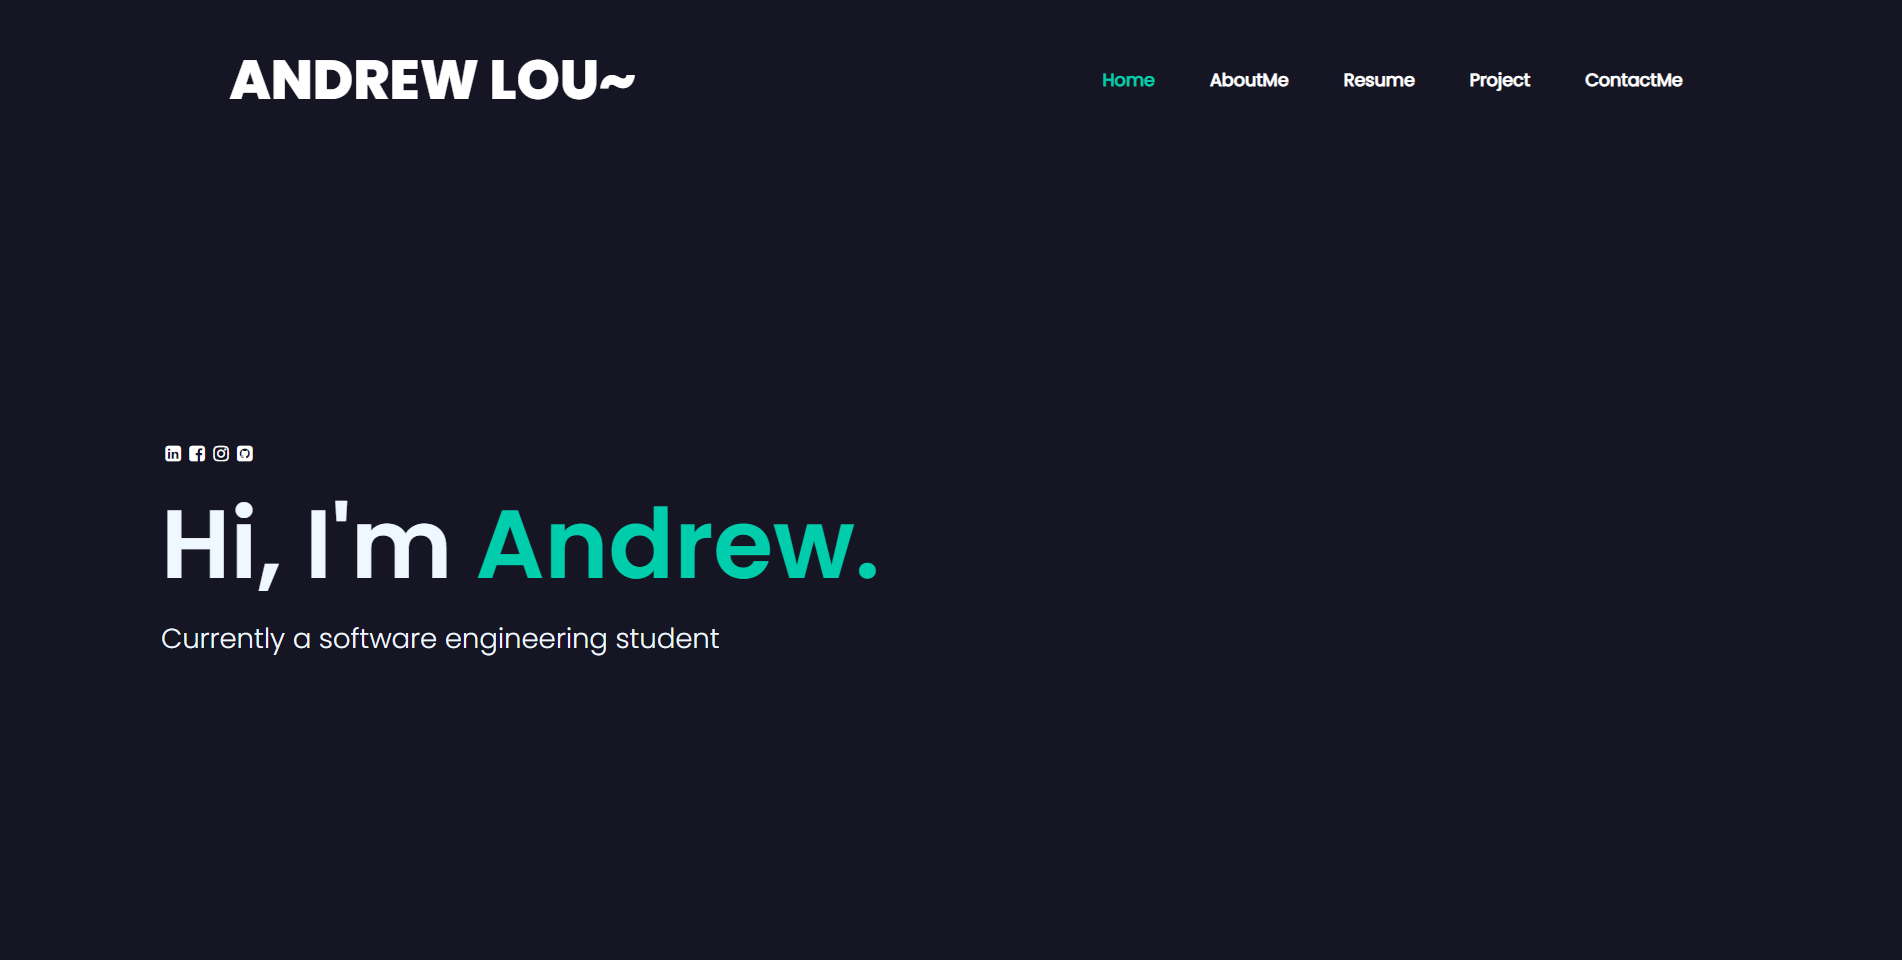 ANDREW LOU~
Home AboutMe Resume Project ContactMe
Hi, I'm Andrew.
Currently a software engineering student